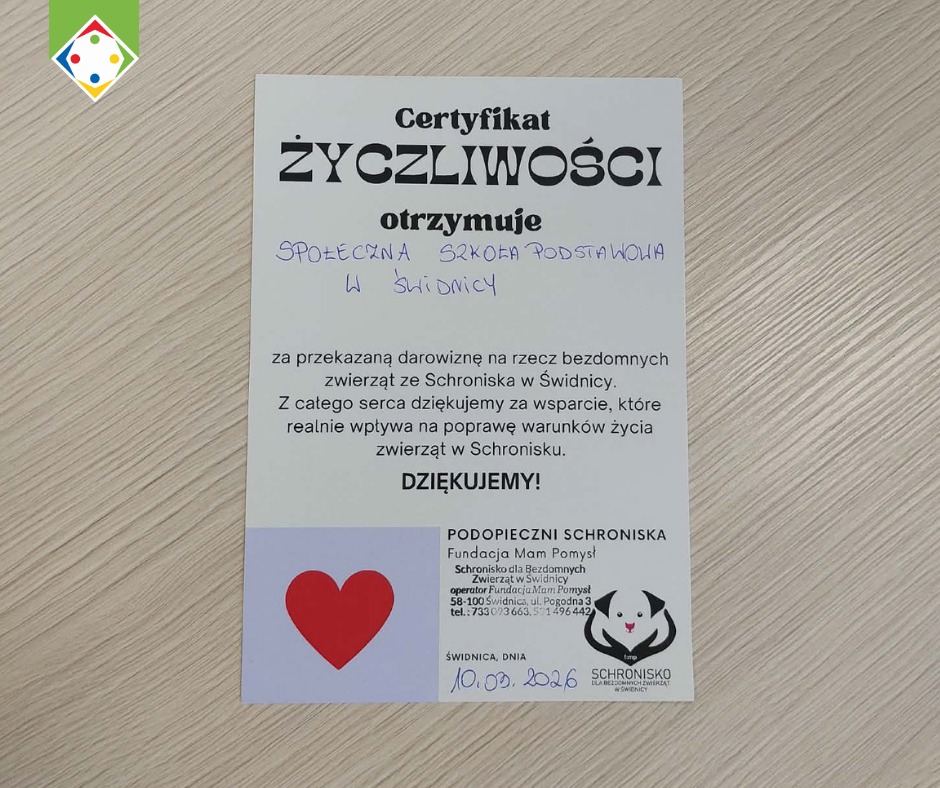 Certyfikat
ŻYCZLIWOŚCI
otrzymuje
SPOŁECZNA SZKOŁA PODSTAWOWA
W ŚWIDNICY
za przekazaną darowiznę na rzecz bezdomnych
zwierząt ze Schroniska w Świdnicy.
Z całego serca dziękujemy za wsparcie, które
realnie wpływa na poprawę warunków życia
zwierząt w Schronisku.
DZIĘKUJEMY!
PODOPIECZNI SCHRONISKA
Fundacja Mam Pomysł
Schronisko dla Bezdomnych
Zwierząt w Świdnicy
operator Fundacja Mam Pomysł
58-100 Świdnica, ul. Pogodna 3
tel.: 733 093 663, 531 496 442
ŚWIDNICA, DNIA
10.03.2026
fmp
SCHRONISKO
DLA BEZDOMNYCH ZWIERZĄT
W ŚWIDNICY